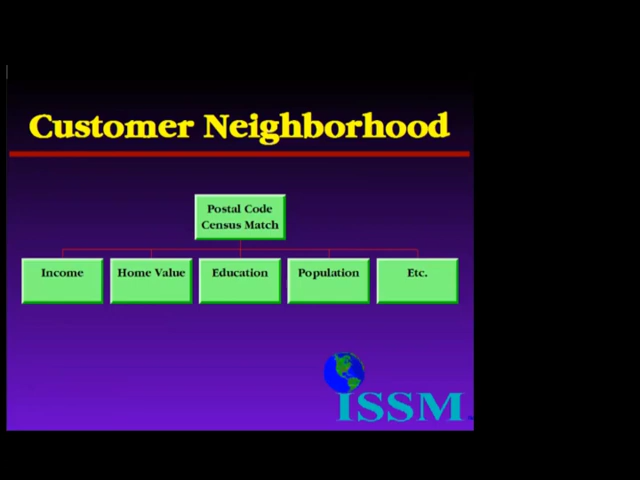 Customer Neighborhood
Postal Code
Census Match
Income
Home Value
Education
Population
Etc.
ISSM